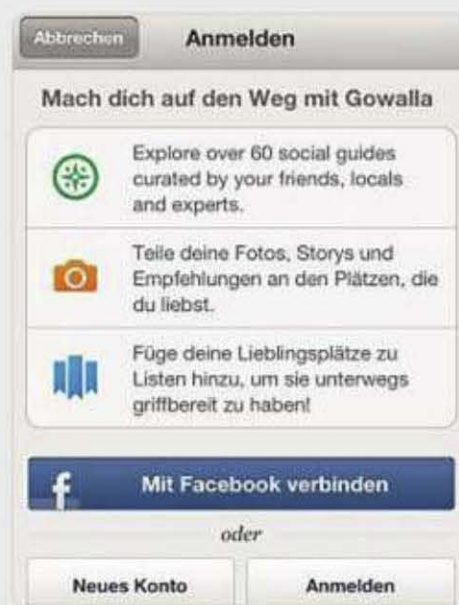 Abbrechen Anmelden
Mach dich auf den Weg mit Gowalla
Explore over 60 social guides
curated by your friends, locals
and experts.
Teile deine Fotos, Storys und
Empfehlungen an den Plätzen, die
du liebst.
Füge deine Lieblingsplätze zu
Listen hinzu, um sie unterwegs
griffbereit zu haben!
f Mit Facebook verbinden
oder
Neues Konto Anmelden